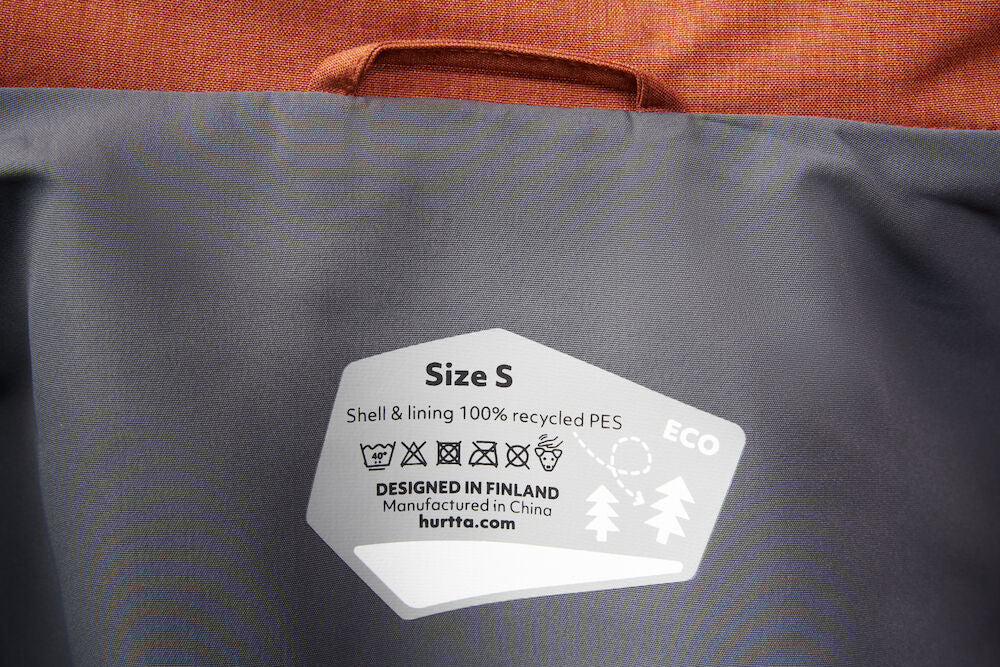 Size S
Shell & lining 100% recycled PES
ECO
40°
DESIGNED IN FINLAND
Manufactured in China
hurtta.com